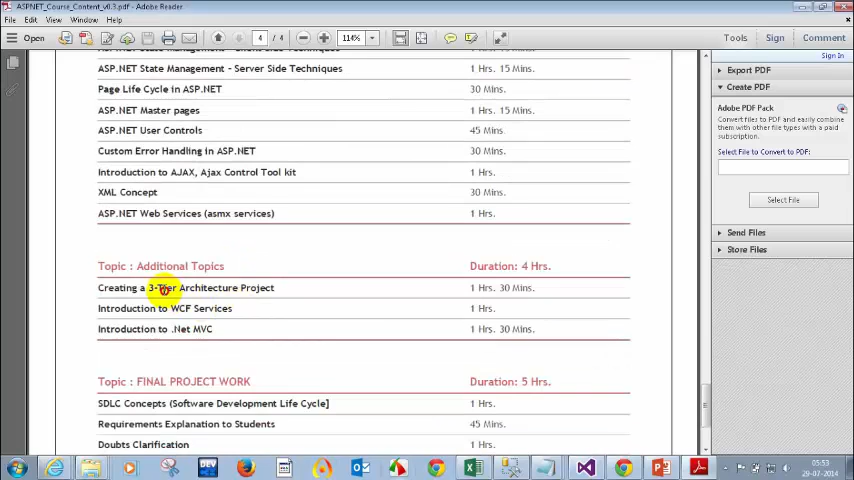 ASPNET_Course_Content_v0.3.pdf - Adobe Reader
File Edit View Window Help
Open 4 / 4 114% Tools Sign Comment
Sign In
Export PDF
Create PDF
Adobe PDF Pack
Convert files to PDF and easily combine
them with other file types with a paid
subscription.
Select File to Convert to PDF:
Select File
Send Files
Store Files
ASP.NET State Management - Server Side Techniques 1 Hrs. 15 Mins.
Page Life Cycle in ASP.NET 30 Mins.
ASP.NET Master pages 1 Hrs. 15 Mins.
ASP.NET User Controls 45 Mins.
Custom Error Handling in ASP.NET 30 Mins.
Introduction to AJAX, Ajax Control Tool kit 1 Hrs.
XML Concept 30 Mins.
ASP.NET Web Services (asmx services) 1 Hrs.
Topic : Additional Topics Duration: 4 Hrs.
Creating a 3-Tier Architecture Project 1 Hrs. 30 Mins.
Introduction to WCF Services 1 Hrs.
Introduction to .Net MVC 1 Hrs. 30 Mins.
Topic : FINAL PROJECT WORK Duration: 5 Hrs.
SDLC Concepts (Software Development Life Cycle] 1 Hrs.
Requirements Explanation to Students 45 Mins.
Doubts Clarification 1 Hrs.
DEV
05:53
29-07-2014